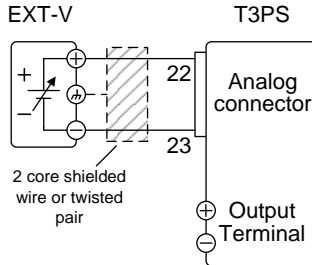 EXT-V
T3PS
22
Analog
connector
23
2 core shielded
wire or twisted
pair
Output
Terminal